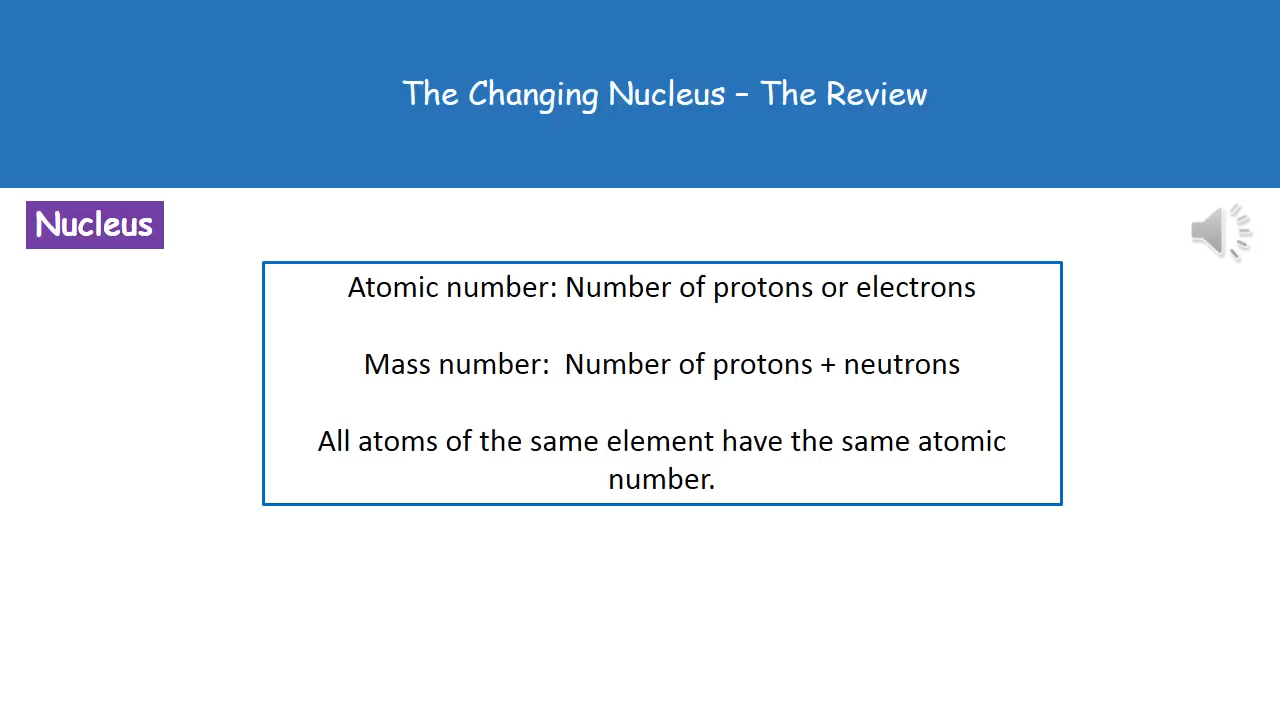 The Changing Nucleus – The Review
Nucleus
Atomic number: Number of protons or electrons
Mass number:  Number of protons + neutrons
All atoms of the same element have the same atomic
number.